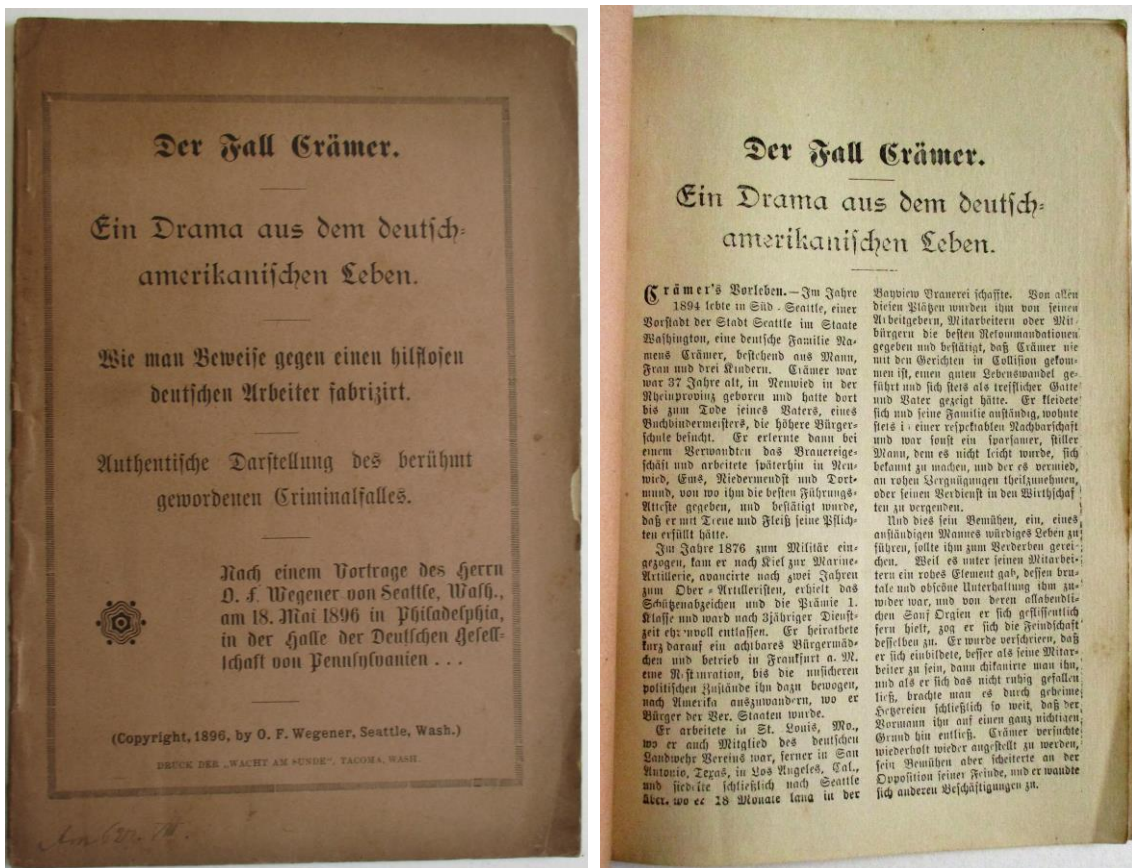 Der Fall Crämer.
Ein Drama aus dem deutsch-
amerikanischen Leben.
Wie man Beweise gegen einen hilflosen
deutschen Arbeiter fabrizirt.
Authentische Darstellung des berühmt
gewordenen Criminalfalles.
Nach einem Vortrage des Herrn
O. F. Wegener von Seattle, Wash.,
am 18. Mai 1896 in Philadelphia,
in der Halle der Deutschen Gesell-
schaft von Pennsylvanien . . .
(Copyright, 1896, by O. F. Wegener, Seattle, Wash.)
DRUCK DER „WACHT AM SUNDE", TACOMA, WASH.
Der Fall Crämer.
Ein Drama aus dem deutsch-
amerikanischen Leben.
Crämer's Vorleben.—Im Jahre
1894 lebte in Süd-Seattle, einer
Vorstadt der Stadt Seattle im Staate
Washington, eine deutsche Familie Na-
mens Crämer, bestehend aus Mann,
Frau und drei Kindern. Crämer war
war 37 Jahre alt, in Neuwied in der
Rheinprovinz geboren und hatte dort
bis zum Tode seines Vaters, eines
Buchbindermeisters, die höhere Bürger-
schule besucht. Er erlernte dann bei
einem Verwandten das Brauereige-
schäft und arbeitete späterhin in Neu-
wied, Ems, Niedermendst und Dort-
mund, von wo ihm die besten Führungs-
Atteste gegeben, und bestätigt wurde,
daß er mit Treue und Fleiß seine Pflich-
ten erfüllt hätte.
Im Jahre 1876 zum Militär ein-
gezogen, kam er nach Kiel zur Marine-
Artillerie, avancirte nach zwei Jahren
zum Ober-Artilleristen, erhielt das
Schützenabzeichen und die Prämie 1.
Klasse und ward nach 3jähriger Dienst-
zeit ehrenvoll entlassen. Er heirathete
kurz darauf ein achtbares Bürgermäd-
chen und betrieb in Frankfurt a. M.
eine Restauration, bis die unsicheren
politischen Zustände ihn dazu bewogen,
nach Amerika auszuwandern, wo er
Bürger der Ver. Staaten wurde.
Er arbeitete in St. Louis, Mo.,
wo er auch Mitglied des deutschen
Landwehr Vereins war, ferner in San
Antonio, Texas, in Los Angeles, Cal.,
und siedelte schließlich nach Seattle
über, wo er 18 Monate lang in der
Bayview Brauerei schaffte. Von allen
diesen Plätzen wurden ihm von seinen
Arbeitgebern, Mitarbeitern oder Mit-
bürgern die besten Rekommandationen
gegeben und bestätigt, daß Crämer nie
mit den Gerichten in Collision gekom-
men ist, einen guten Lebenswandel ge-
führt und sich stets als trefflicher Gatte
und Vater gezeigt hätte. Er kleidete
sich und seine Familie anständig, wohnte
stets in einer respektablen Nachbarschaft
und war sonst ein sparsamer, stiller
Mann, dem es nicht leicht wurde, sich
bekannt zu machen, und der es vermied,
an rohen Vergnügungen theilzunehmen,
oder seinen Verdienst in den Wirthschaf
ten zu vergenden.
Und dies sein Bemühen, ein, eines
anständigen Mannes würdiges Leben zu
führen, sollte ihm zum Verderben gerei-
chen. Weil es unter seinen Mitarbei-
tern ein rohes Element gab, dessen bru-
tale und obscöne Unterhaltung ihm zu-
wider war, und von deren allabendli-
chen Sauf Orgien er sich geflissentlich
fern hielt, zog er sich die Feindschaft
desselben zu. Er wurde verschrieen, daß
er sich einbildete, besser als seine Mitar-
beiter zu sein, dann chikanirte man ihn,
und als er sich das nicht ruhig gefallen
ließ, brachte man es durch geheime
Hetzereien schließlich so weit, daß der
Vormann ihn auf einen ganz nichtigen
Grund hin entließ. Crämer versuchte
wiederholt wieder angestellt zu werden,
sein Bemühen aber scheiterte an der
Opposition seiner Feinde, und er wandte
sich anderen Beschäftigungen zu.